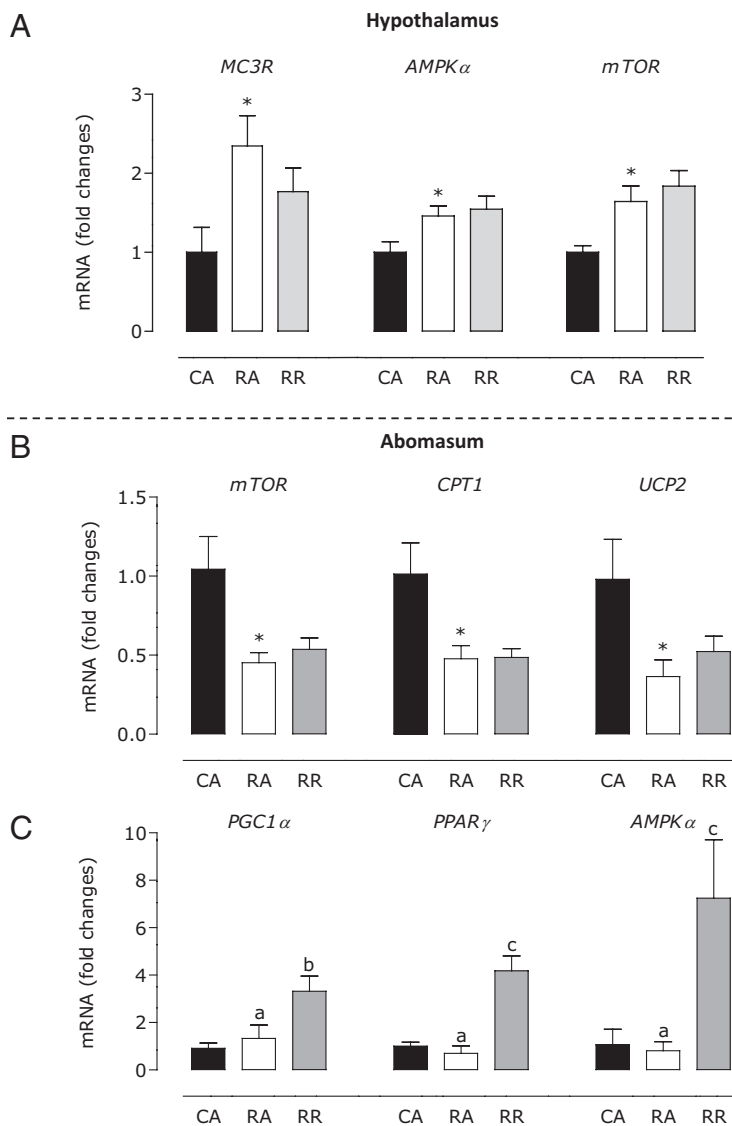 A
Hypothalamus
MC3R AMPKα mTOR
mRNA (fold changes)
3
2
1
0
* * *
CA RA RR CA RA RR CA RA RR
B
Abomasum
mTOR CPT1 UCP2
mRNA (fold changes)
1.5
1.0
0.5
0.0
* * *
CA RA RR CA RA RR CA RA RR
C
PGC1α PPARγ AMPKα
mRNA (fold changes)
10
8
6
4
2
0
a b a c a c
CA RA RR CA RA RR CA RA RR